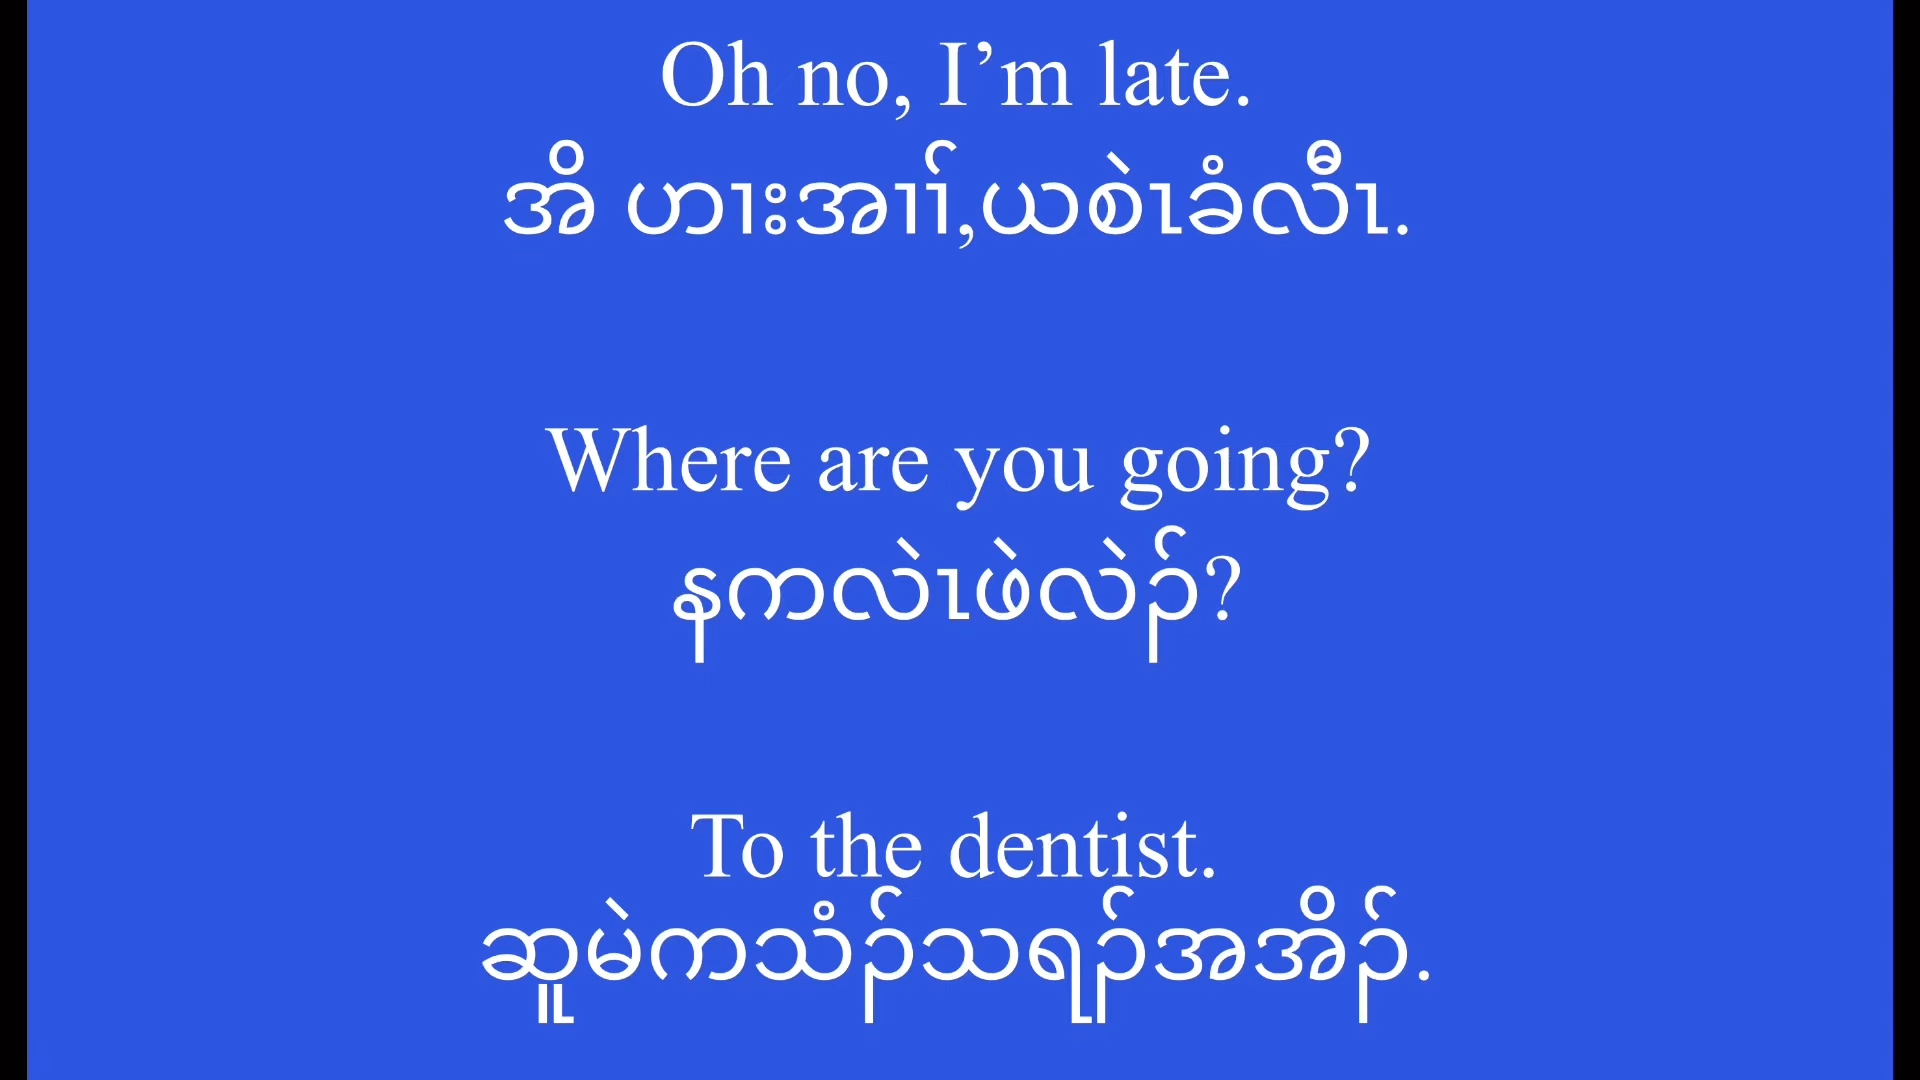 Oh no, I’m late.
အိ ဟားအၢၢ်,ယစဲၤခံလီၤ.
Where are you going?
နကလဲၤဖဲလဲၣ်?
To the dentist.
ဆူမဲကသံၣ်သရၣ်အအိၣ်.